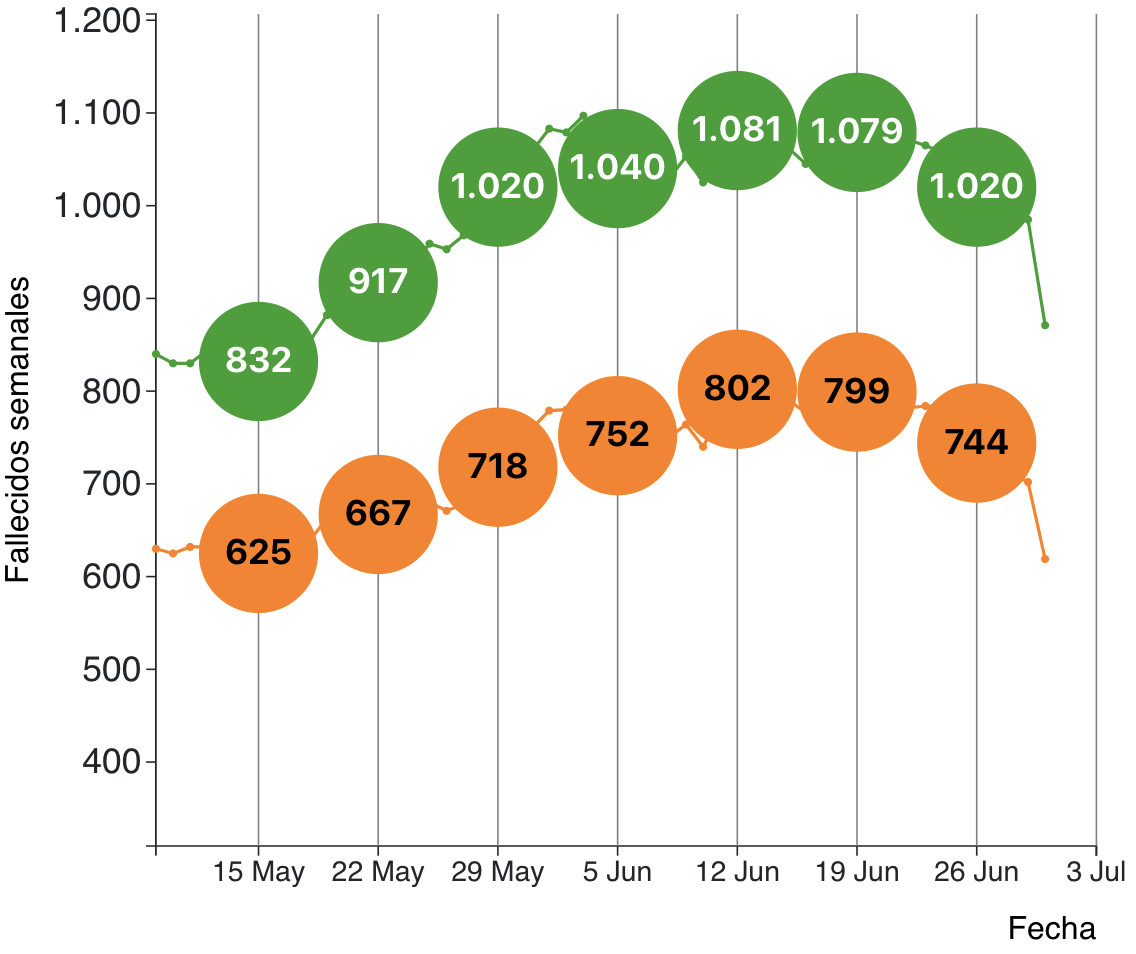 1.200
1.100
1.000
900
800
700
600
500
400
Fallecidos semanales
832
917
1.020
1.040
1.081
1.079
1.020
625
667
718
752
802
799
744
15 May
22 May
29 May
5 Jun
12 Jun
19 Jun
26 Jun
3 Jul
Fecha